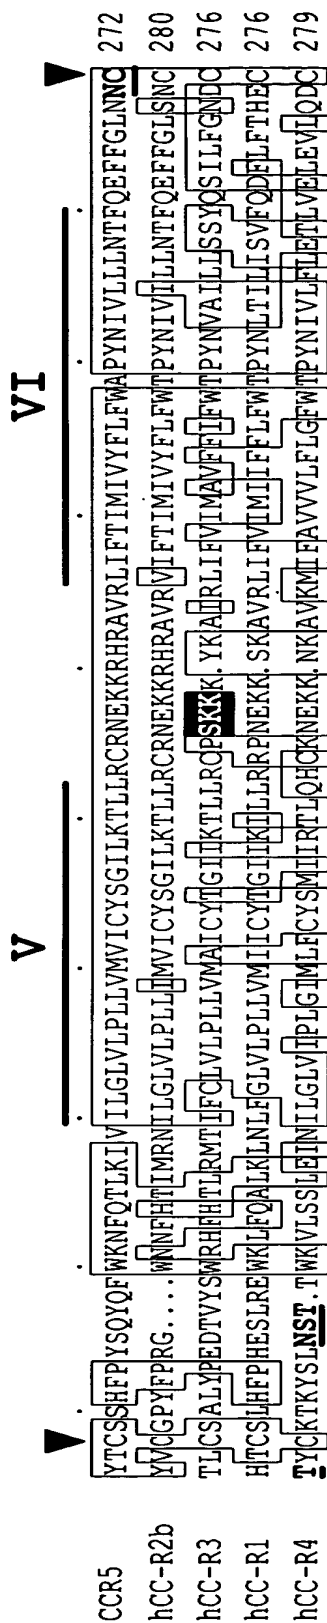 V VI
CCR5 YTCSSHFPYSQYQFWKNFQTLKIVILGLVLPLLVMVICYSGILKTLLRCRNEKKRHRAVRLIFTIMIVYFLFWAPYNIVLLLNTFQEFFGLNNC 272
hCC-R2b YVCGPYFPRG....WNNFHTIMRNILGLVLPLLIMVICYSGILKTLLRCRNEKKRHRAVRVIFTIMIVYFLFWTPYNIVILLNTFQEFFGLSNC 280
hCC-R3 TLCSALYPEDTVYSWRHFHTLRMTIFCLVLPLLVMAICYTGIIKTLLRCPSKKK.YKAIRLIFVIMAVFFIFWTPYNVAILLSSYQSILFGNDC 276
hCC-R1 HTCSLHFPHESLREWKLFQALKLNLFGLVLPLLVMIICYTGIIKILLRRPNEKK.SKAVRLIFVIMIIFFLFWTPYNLTILISVFQDFLFTHEC 276
hCC-R4 TYCKTKYSLNST.TWKVLSSLEINILGLVIPLGIMLFCYSMIIRTLQHCKNEKK.NKAVKMIFAVVVLFLGFWTPYNIVLFLETLVELEVLQDC 279